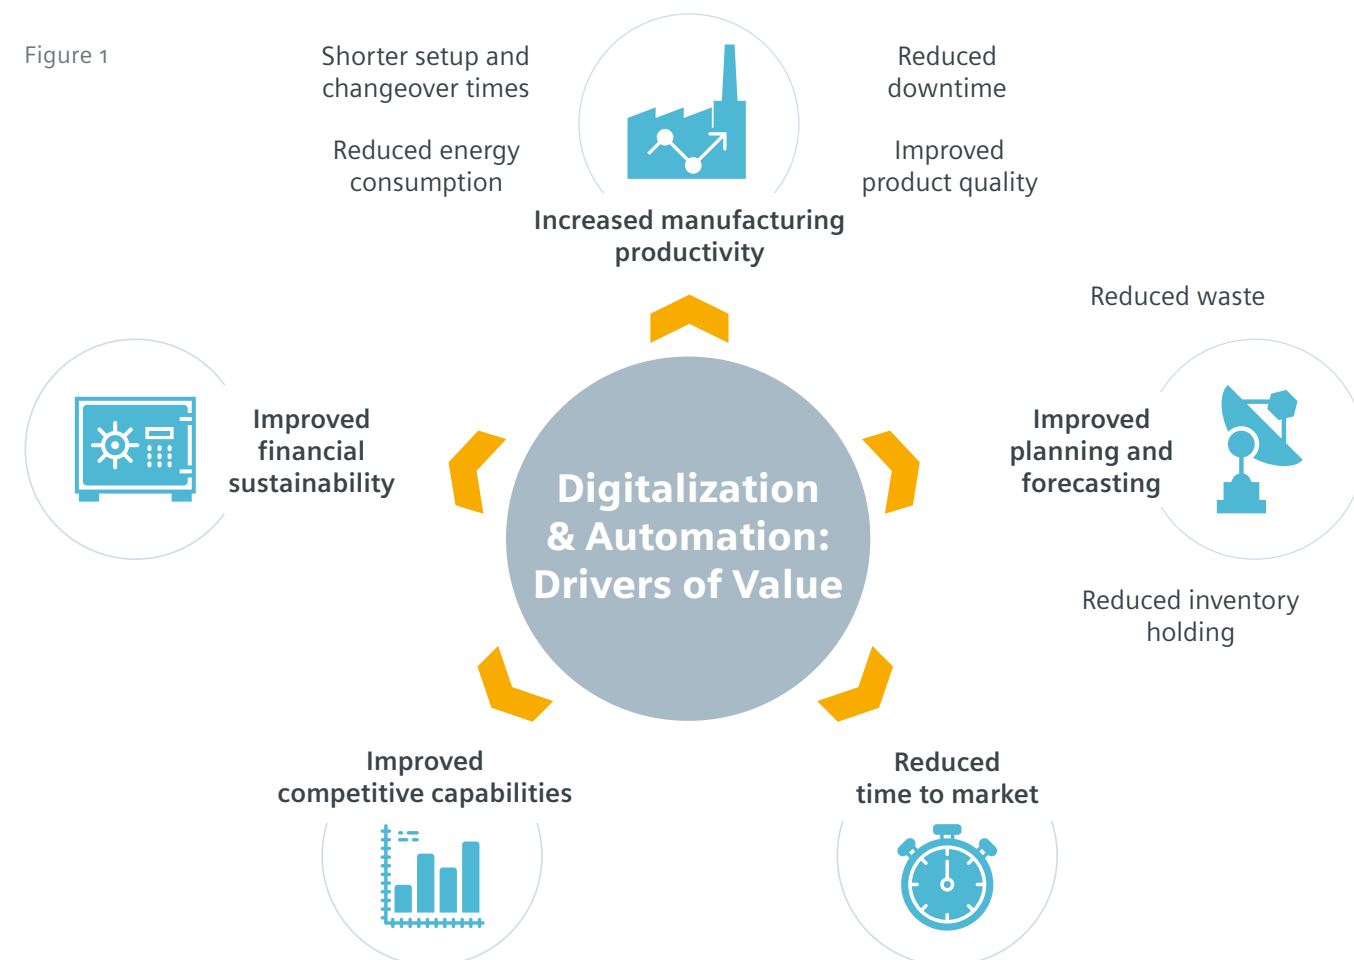 Figure 1
Shorter setup and
changeover times
Reduced energy
consumption
Reduced
downtime
Improved
product quality
Increased manufacturing
productivity
Reduced waste
Improved
planning and
forecasting
Reduced inventory
holding
Improved
financial
sustainability
Digitalization
& Automation:
Drivers of Value
Improved
competitive capabilities
Reduced
time to market